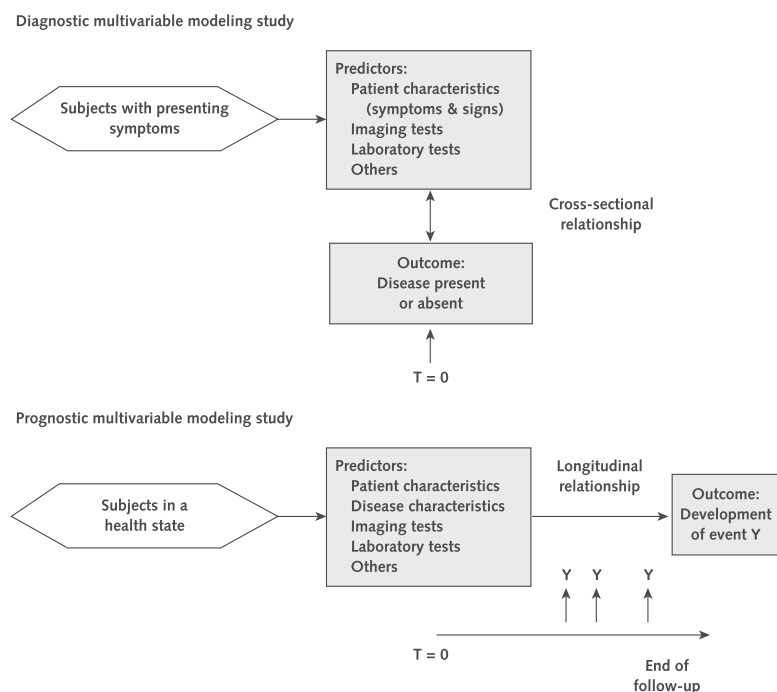 Diagnostic multivariable modeling study
Subjects with presenting
symptoms
Predictors:
Patient characteristics
(symptoms & signs)
Imaging tests
Laboratory tests
Others
Cross-sectional
relationship
Outcome:
Disease present
or absent
T = 0
Prognostic multivariable modeling study
Subjects in a
health state
Predictors:
Patient characteristics
Disease characteristics
Imaging tests
Laboratory tests
Others
Longitudinal
relationship
Outcome:
Development
of event Y
Y Y Y
T = 0
End of
follow-up